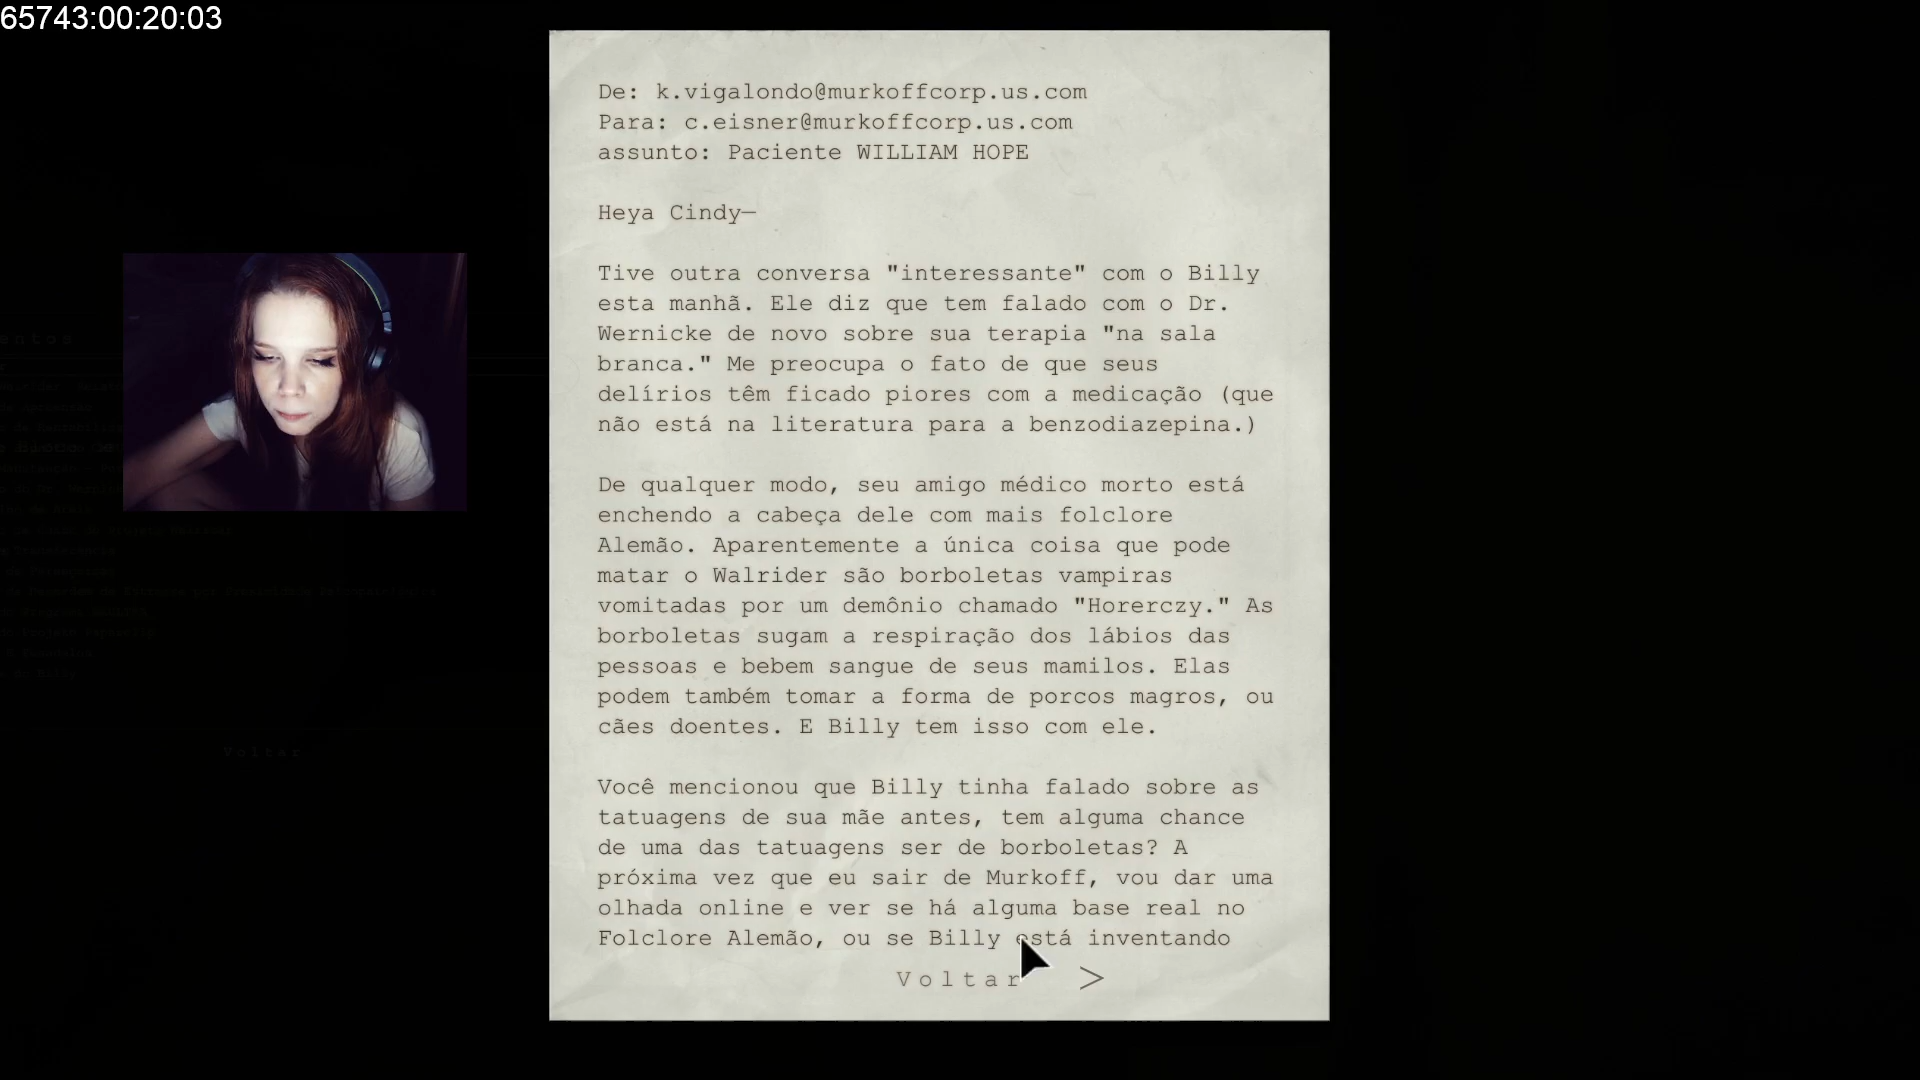 65743:00:20:03
De: k.vigalondo@murkoffcorp.us.com
Para: c.eisner@murkoffcorp.us.com
assunto: Paciente WILLIAM HOPE
Heya Cindy—
Tive outra conversa "interessante" com o Billy
esta manhã. Ele diz que tem falado com o Dr.
Wernicke de novo sobre sua terapia "na sala
branca." Me preocupa o fato de que seus
delírios têm ficado piores com a medicação (que
não está na literatura para a benzodiazepina.)
De qualquer modo, seu amigo médico morto está
enchendo a cabeça dele com mais folclore
Alemão. Aparentemente a única coisa que pode
matar o Walrider são borboletas vampiras
vomitadas por um demônio chamado "Horerczy." As
borboletas sugam a respiração dos lábios das
pessoas e bebem sangue de seus mamilos. Elas
podem também tomar a forma de porcos magros, ou
cães doentes. E Billy tem isso com ele.
Você mencionou que Billy tinha falado sobre as
tatuagens de sua mãe antes, tem alguma chance
de uma das tatuagens ser de borboletas? A
próxima vez que eu sair de Murkoff, vou dar uma
olhada online e ver se há alguma base real no
Folclore Alemão, ou se Billy está inventando
Voltar >
entos
Voltar